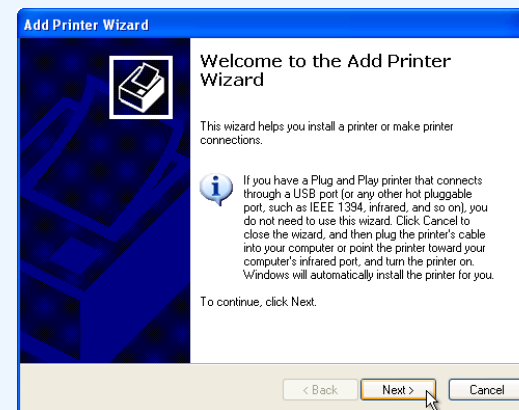 Add Printer Wizard
Welcome to the Add Printer
Wizard
This wizard helps you install a printer or make printer
connections.
If you have a Plug and Play printer that connects
through a USB port (or any other hot pluggable
port, such as IEEE 1394, infrared, and so on), you
do not need to use this wizard. Click Cancel to
close the wizard, and then plug the printer's cable
into your computer or point the printer toward your
computer's infrared port, and turn the printer on.
Windows will automatically install the printer for you.
To continue, click Next.
< Back Next > Cancel